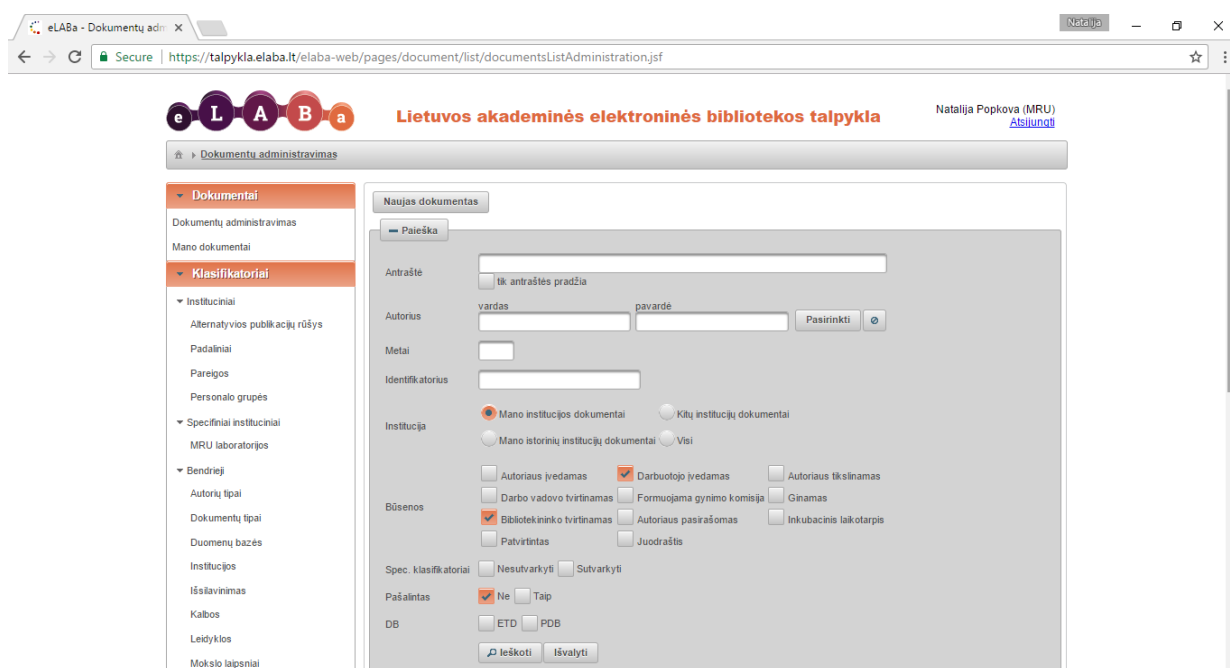 eLABa - Dokumentų adm
Natalija
Secure | https://talpykla.elaba.lt/elaba-web/pages/document/list/documentsListAdministration.jsf
e L A B a
Lietuvos akademinės elektroninės bibliotekos talpykla
Natalija Popkova (MRU)
Atsijungti
Dokumentų administravimas
Dokumentai
Dokumentų administravimas
Mano dokumentai
Klasifikatoriai
Instituciniai
Alternatyvios publikacijų rūšys
Padaliniai
Pareigos
Personalo grupės
Specifiniai instituciniai
MRU laboratorijos
Bendrieji
Autorių tipai
Dokumentų tipai
Duomenų bazės
Institucijos
Išsilavinimas
Kalbos
Leidyklos
Mokslo laipsniai
Naujas dokumentas
Paieška
Antraštė
tik antraštės pradžia
vardas pavardė
Autorius Pasirinkti
Metai
Identifikatorius
Institucija
Mano institucijos dokumentai Kitų institucijų dokumentai
Mano istorinių institucijų dokumentai Visi
Būsenos
Autoriaus įvedamas Darbuotojo įvedamas Autoriaus tikslinamas
Darbo vadovo tvirtinamas Formuojama gynimo komisija Ginamas
Bibliotekininko tvirtinamas Autoriaus pasirašomas Inkubacinis laikotarpis
Patvirtintas Juodraštis
Spec. klasifikatoriai Nesutvarkyti Sutvarkyti
Pašalintas Ne Taip
DB ETD PDB
Ieškoti Išvalyti